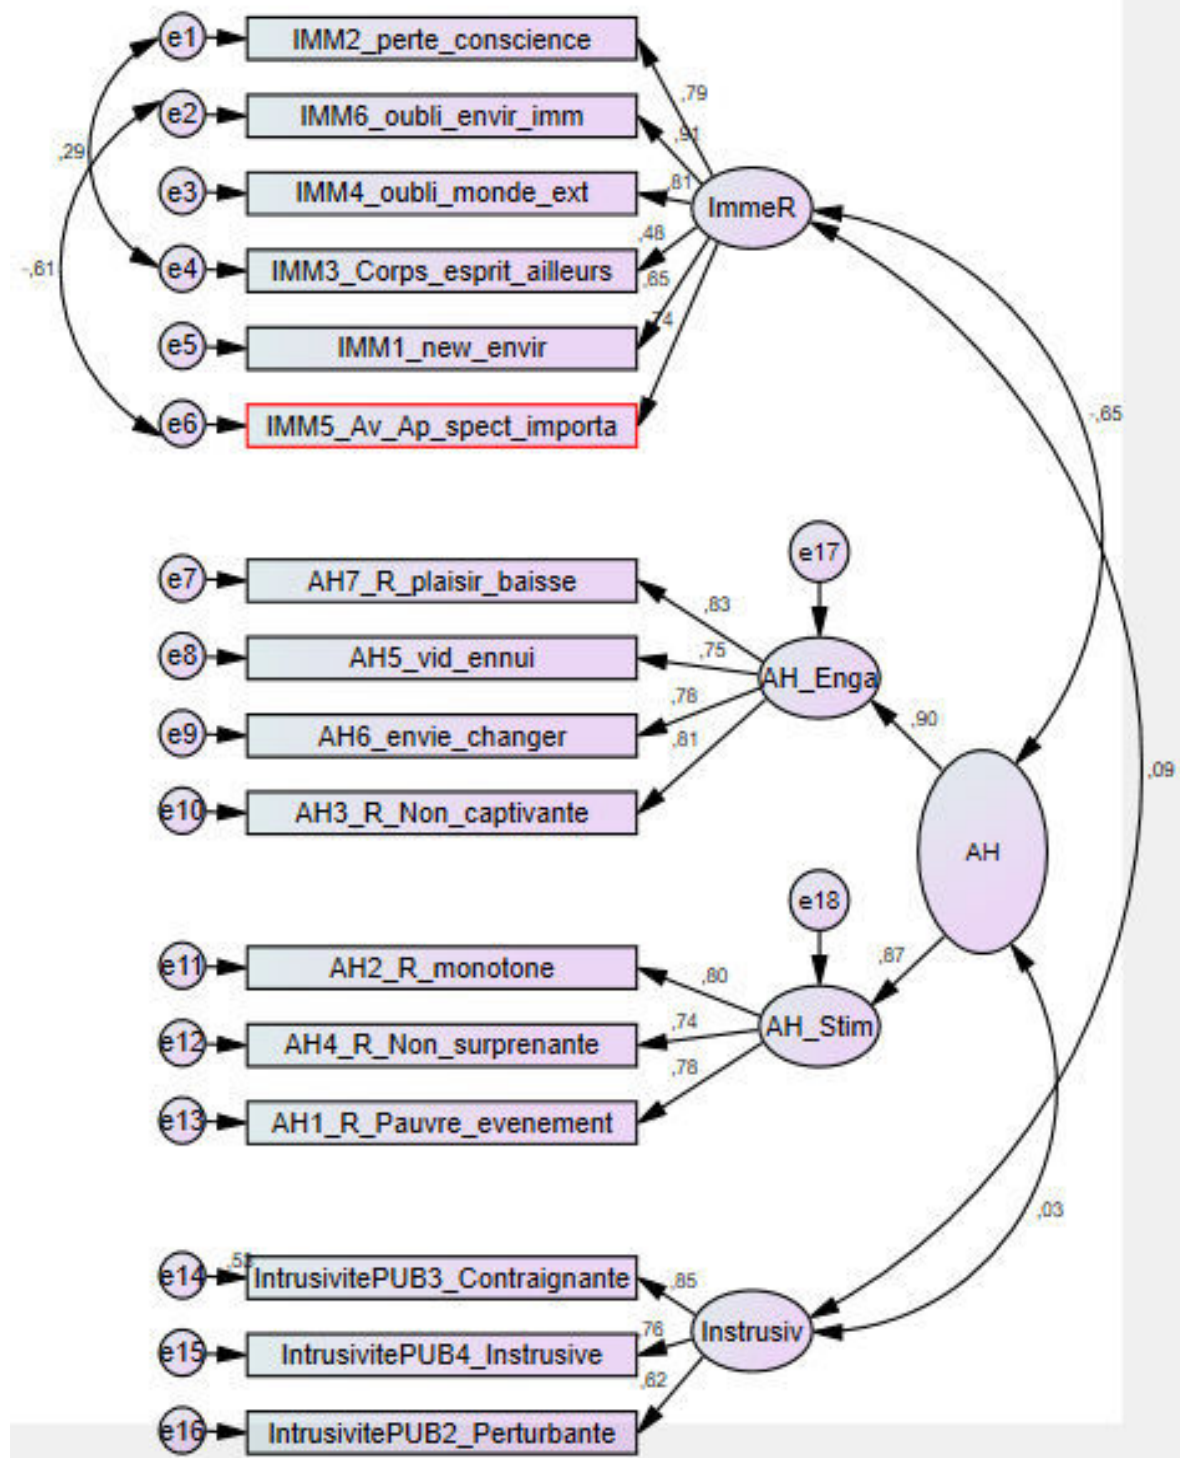 e1 IMM2_perte_conscience
,79
e2 IMM6_oubli_envir_imm
,91
,29
e3 IMM4_oubli_monde_ext
,81
ImmeR
,48
e4 IMM3_Corps_esprit_ailleurs
-,61
,65
,74
e5 IMM1_new_envir
e6 IMM5_Av_Ap_spect_importa
-,65
e17
e7 AH7_R_plaisir_baisse
,83
e8 AH5_vid_ennui
,75
AH_Enga
,78
,90
e9 AH6_envie_changer
,81
,09
e10 AH3_R_Non_captivante
AH
e18
e11 AH2_R_monotone
,87
,80
,74
AH_Stim
e12 AH4_R_Non_surprenante
,78
e13 AH1_R_Pauvre_evenement
,03
e14 IntrusivitePUB3_Contraignante
,85
,76
Instrusiv
e15 IntrusivitePUB4_Instrusive
,62
e16 IntrusivitePUB2_Perturbante